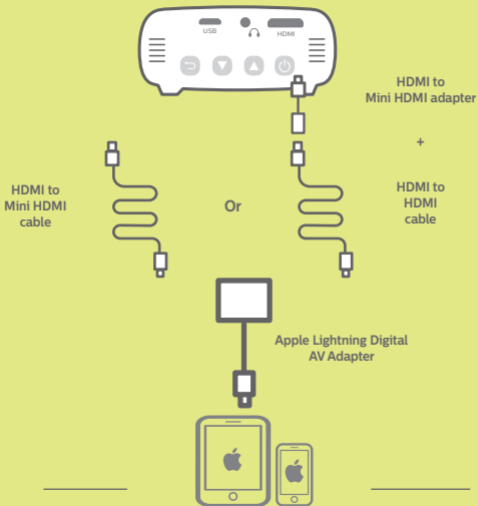 USB
HDMI
HDMI to
Mini HDMI adapter
+
HDMI to
Mini HDMI
cable
Or
HDMI to
HDMI
cable
Apple Lightning Digital
AV Adapter